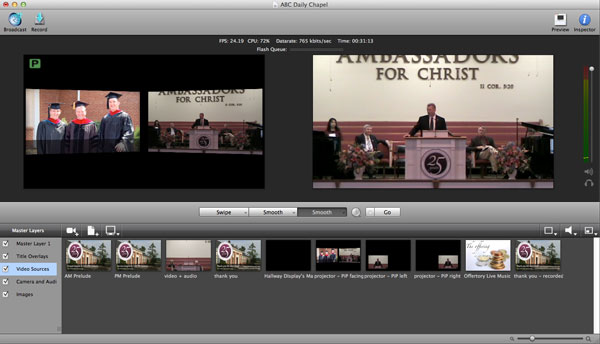 ABC Daily Chapel
Broadcast
Record
Preview
Inspector
FPS: 24.19 CPU: 72% Datarate: 765 kbits/sec Time: 00:31:13
Flash Queue:
P
AMBASSADORS
FOR CHRIST
II COR. 5:20
25
Swipe
Smooth
Smooth
Go
Master Layers
Master Layer 1
Title Overlays
Video Sources
Camera and Audi
Images
AM Prelude
PM Prelude
video + audio
thank you
Hallway Display's Ma
projector - PiP facing
projector - PiP left
projector - PiP right
Offertory Live Music
thank you - recorded